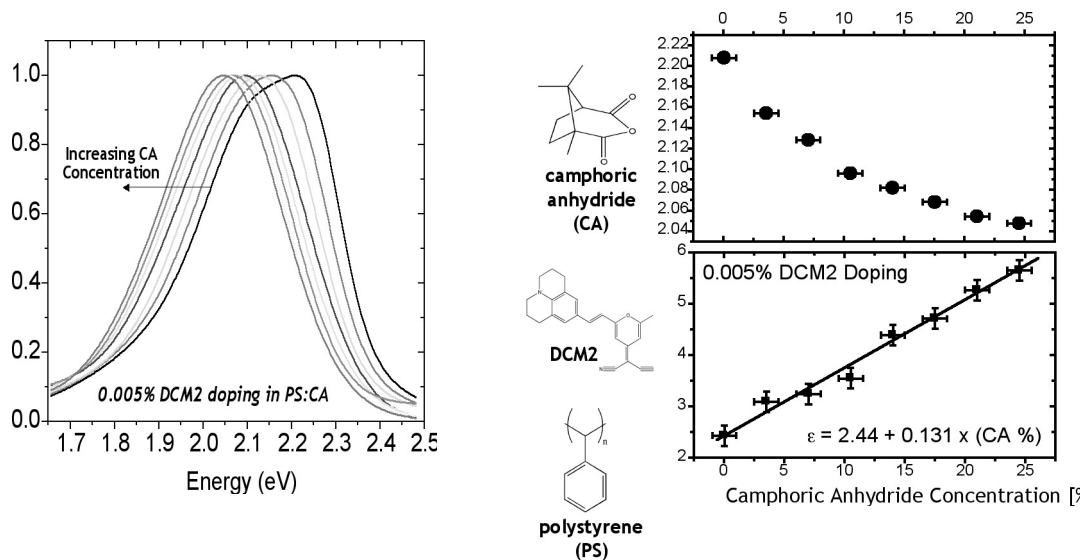 1.0
0.8
0.6
0.4
0.2
0.0
Increasing CA
Concentration
0.005% DCM2 doping in PS:CA
1.7 1.8 1.9 2.0 2.1 2.2 2.3 2.4 2.5
Energy (eV)
O
O
O
camphoric
anhydride
(CA)
N
O
DCM2
N
n
polystyrene
(PS)
0 5 10 15 20 25
2.22
2.20
2.18
2.16
2.14
2.12
2.10
2.08
2.06
2.04
6
5
4
3
2
0.005% DCM2 Doping
ε = 2.44 + 0.131 x (CA %)
0 5 10 15 20 25
Camphoric Anhydride Concentration [%